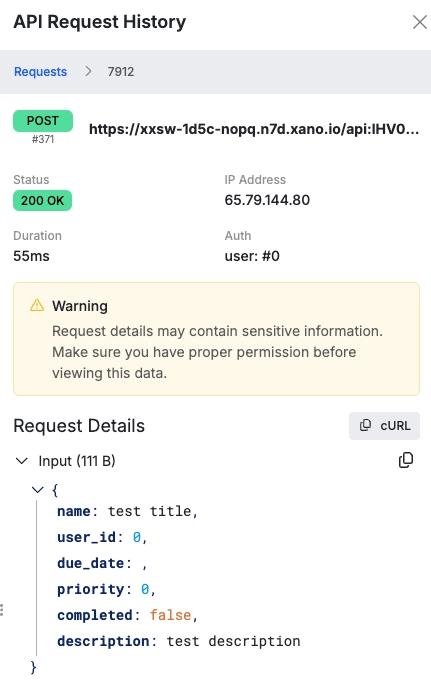 API Request History
Requests > 7912
POST
#371
https://xxsw-1d5c-nopq.n7d.xano.io/api:IHV0...
Status
200 OK
IP Address
65.79.144.80
Duration
55ms
Auth
user: #0
Warning
Request details may contain sensitive information.
Make sure you have proper permission before
viewing this data.
Request Details
cURL
Input (111 B)
{
name: test title,
user_id: 0,
due_date: ,
priority: 0,
completed: false,
description: test description
}